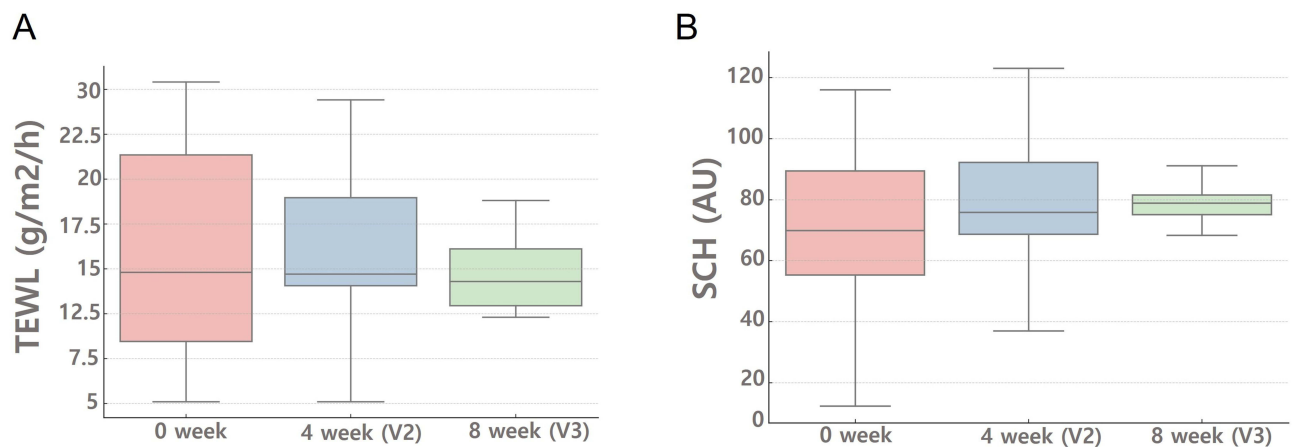 A
TEWL (g/m2/h)
30
22.5
20
17.5
15
12.5
7.5
5
0 week
4 week (V2)
8 week (V3)
B
SCH (AU)
120
100
80
60
40
20
0
0 week
4 week (V2)
8 week (V3)